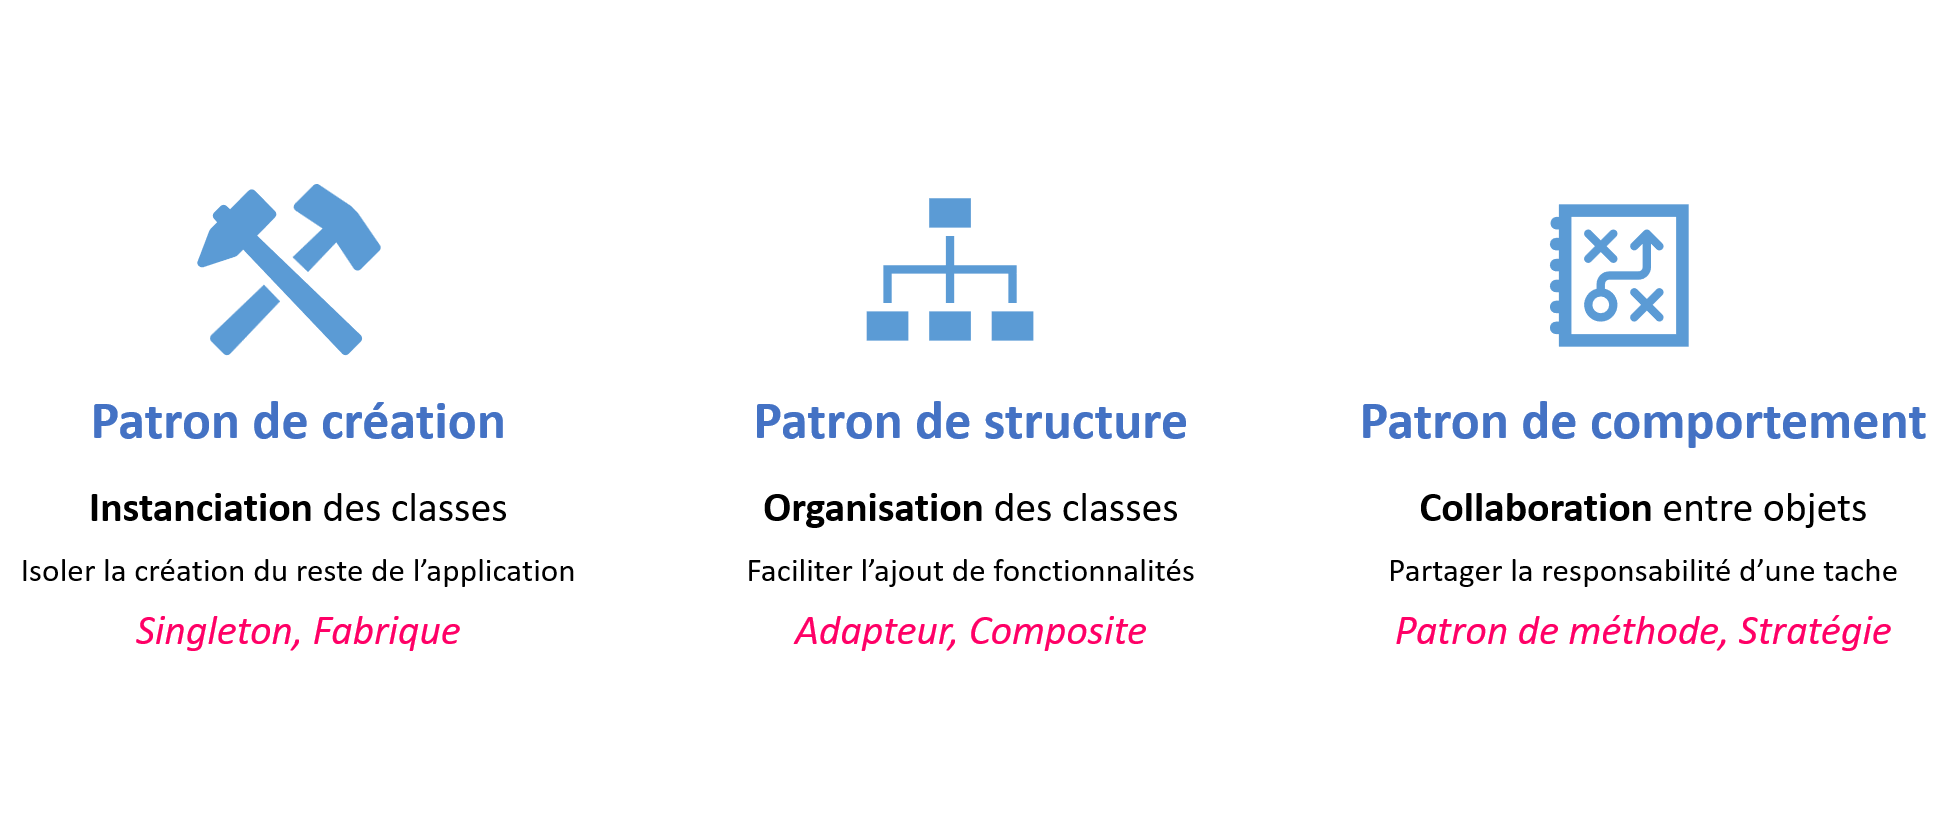 Patron de création
Instanciation des classes
Isoler la création du reste de l’application
Singleton, Fabrique
Patron de structure
Organisation des classes
Faciliter l’ajout de fonctionnalités
Adapteur, Composite
Patron de comportement
Collaboration entre objets
Partager la responsabilité d’une tache
Patron de méthode, Stratégie